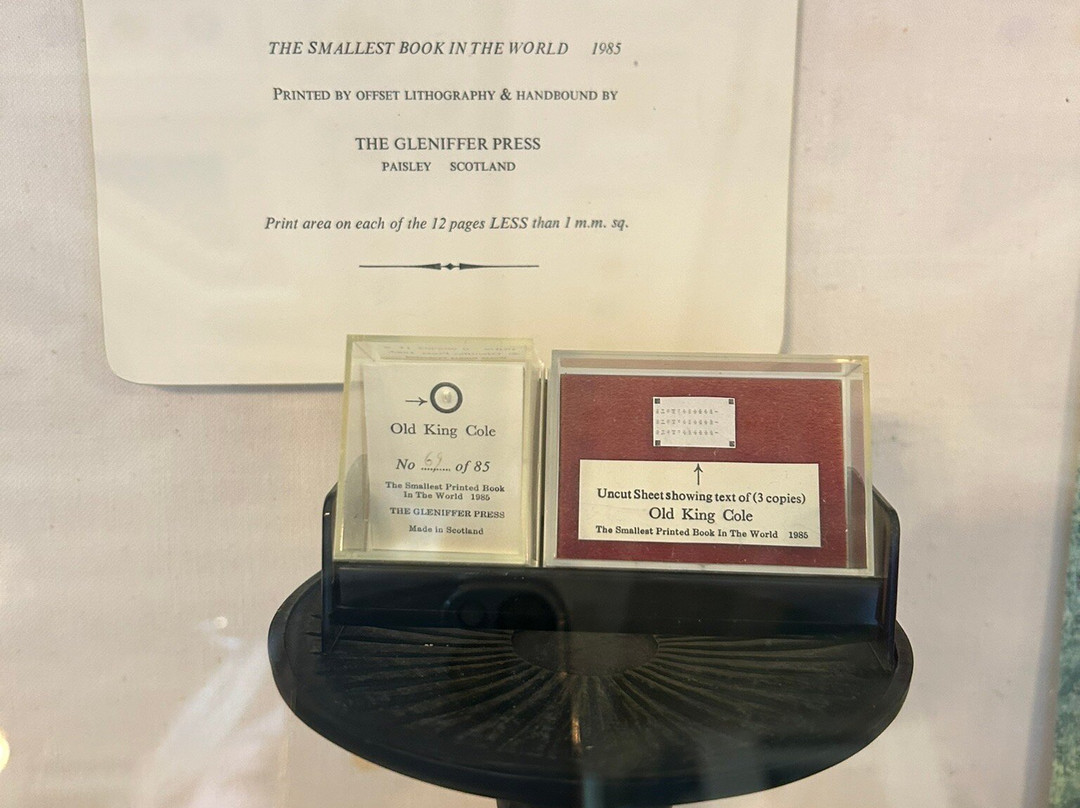 THE SMALLEST BOOK IN THE WORLD 1985
PRINTED BY OFFSET LITHOGRAPHY & HANDBOUND BY
THE GLENIFFER PRESS
PAISLEY SCOTLAND
Print area on each of the 12 pages LESS than 1 m.m. sq.
Old King Cole
No 69 of 85
The Smallest Printed Book
In The World 1985
THE GLENIFFER PRESS
Made in Scotland
Uncut Sheet showing text of (3 copies)
Old King Cole
The Smallest Printed Book In The World 1985